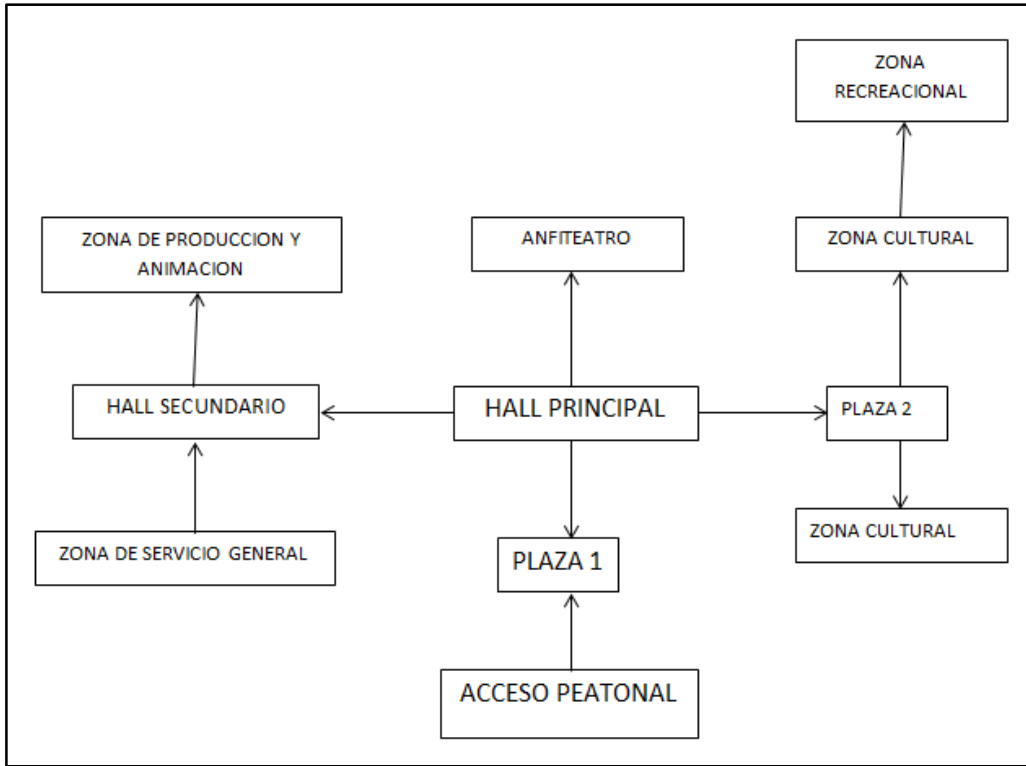 ZONA
RECREACIONAL
ZONA DE PRODUCCION Y
ANIMACION
ANFITEATRO
ZONA CULTURAL
HALL SECUNDARIO
HALL PRINCIPAL
PLAZA 2
ZONA DE SERVICIO GENERAL
PLAZA 1
ZONA CULTURAL
ACCESO PEATONAL